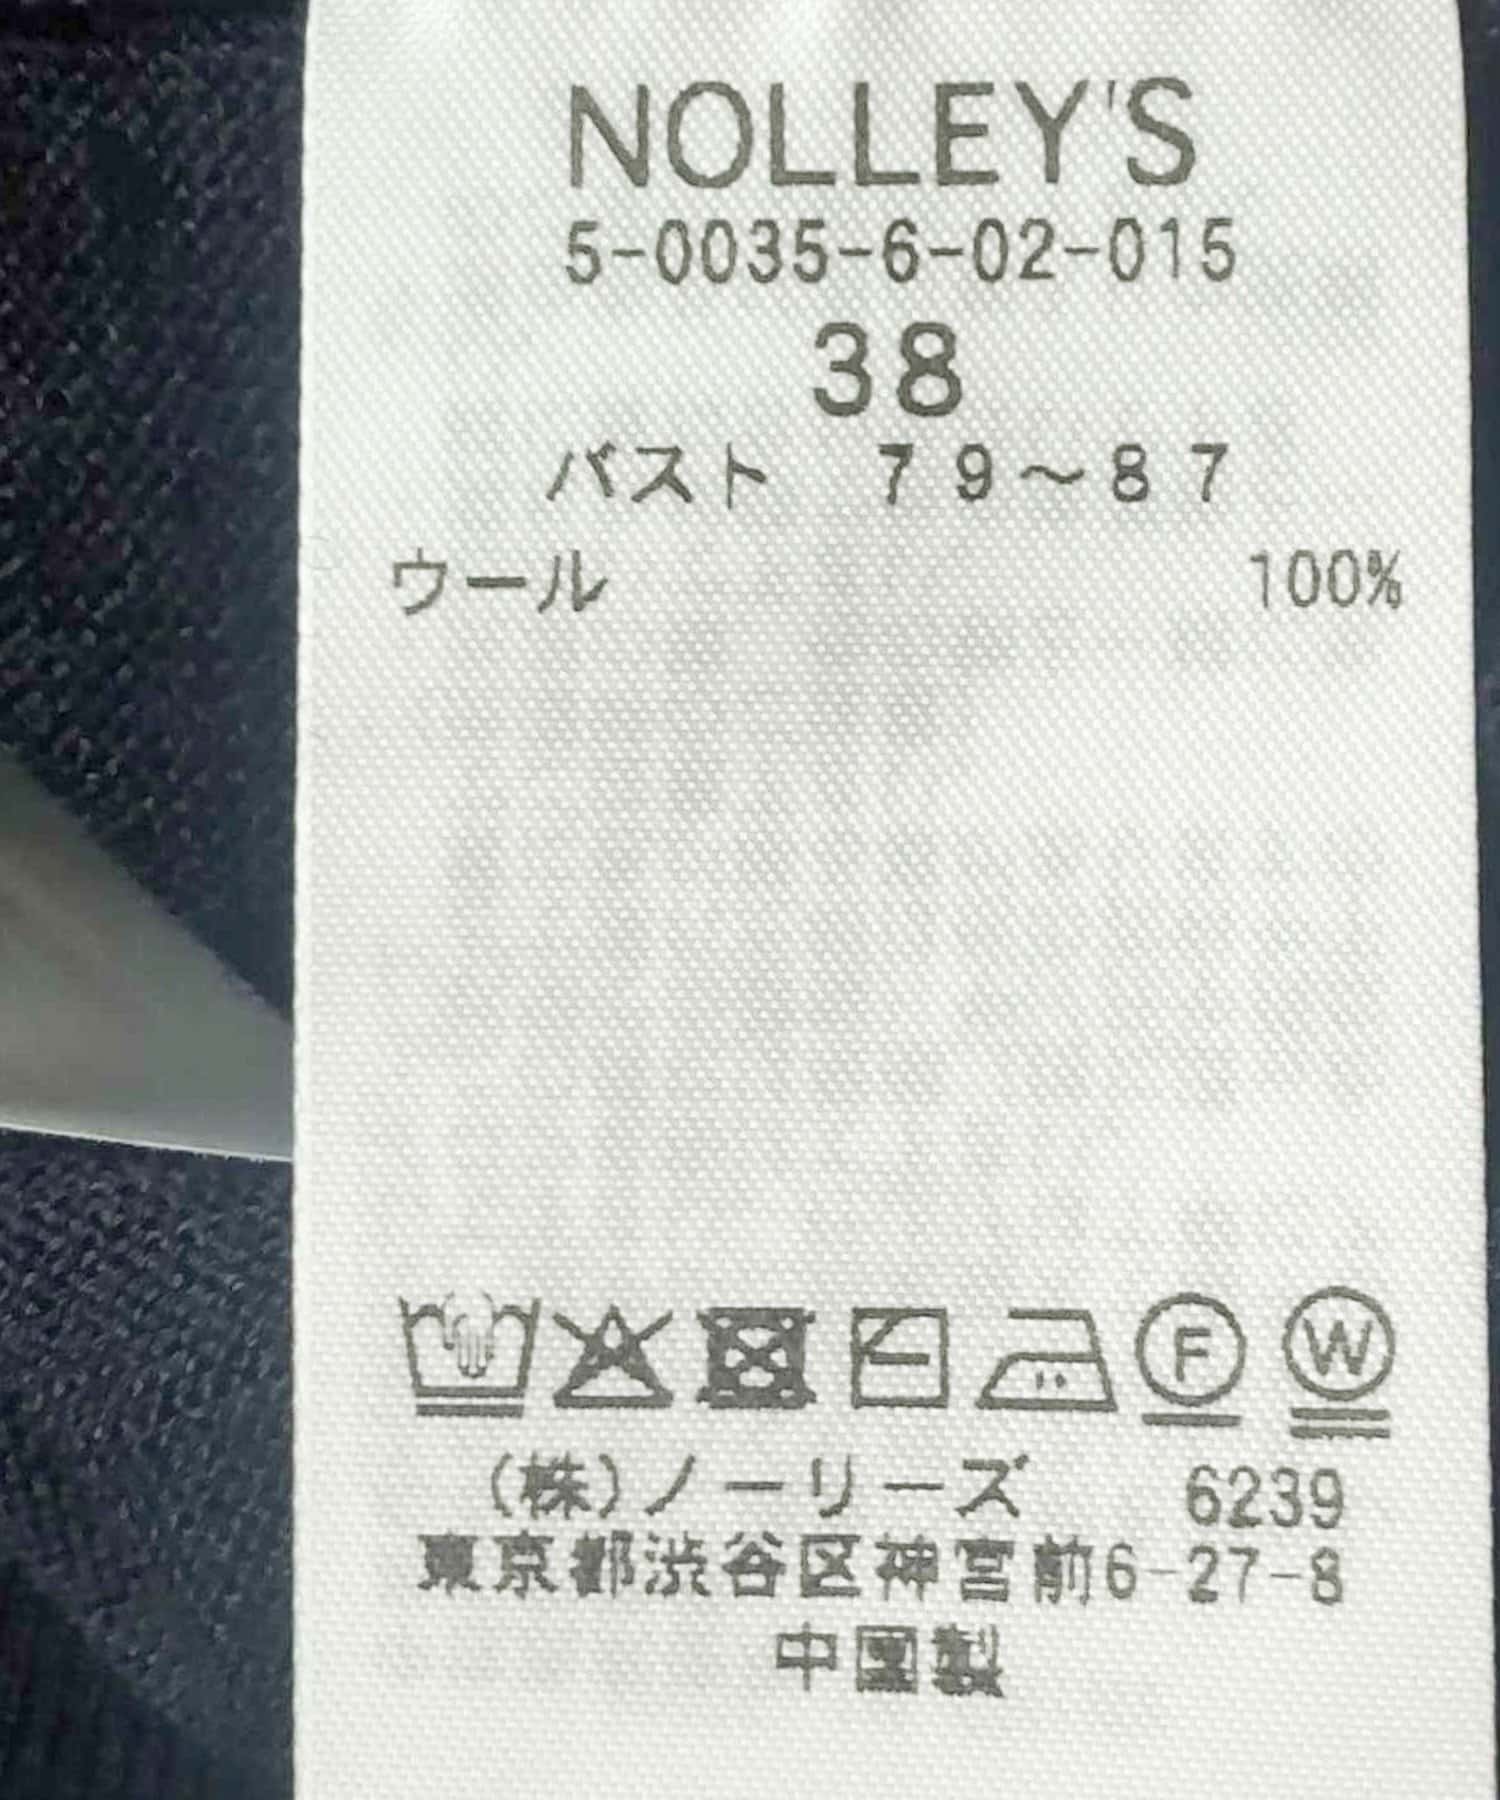 NOLLEY'S
5-0035-6-02-015
38
バスト　79～87
ウール 100%
F W
(株)ノーリーズ 6239
東京都渋谷区神宮前6-27-8
中国製